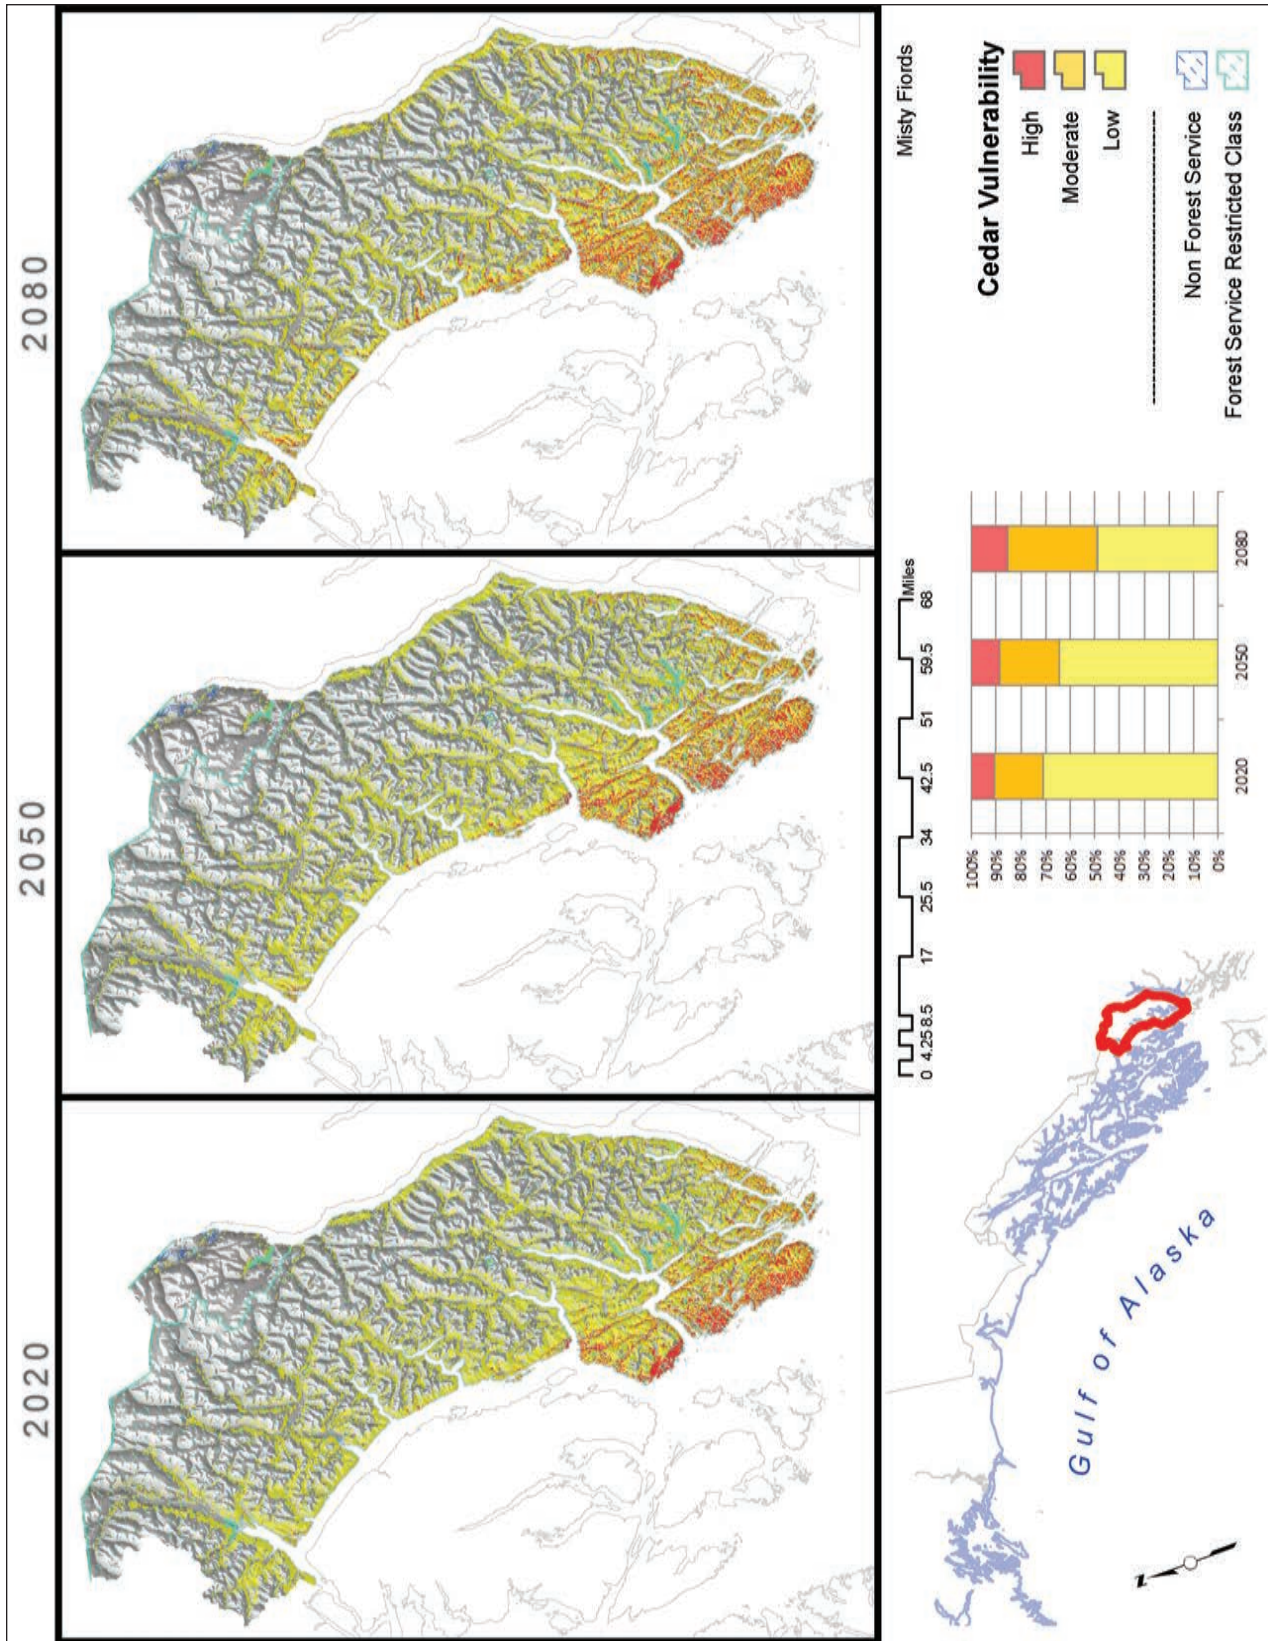 2020
2050
2080
Misty Fiords
0 4.25 8.5 17 25.5 34 42.5 51 59.5 68
Miles
Cedar Vulnerability
High
Moderate
Low
Non Forest Service
Forest Service Restricted Class
100%
90%
80%
70%
60%
50%
40%
30%
20%
10%
0%
2020 2050 2080
Gulf of Alaska
N